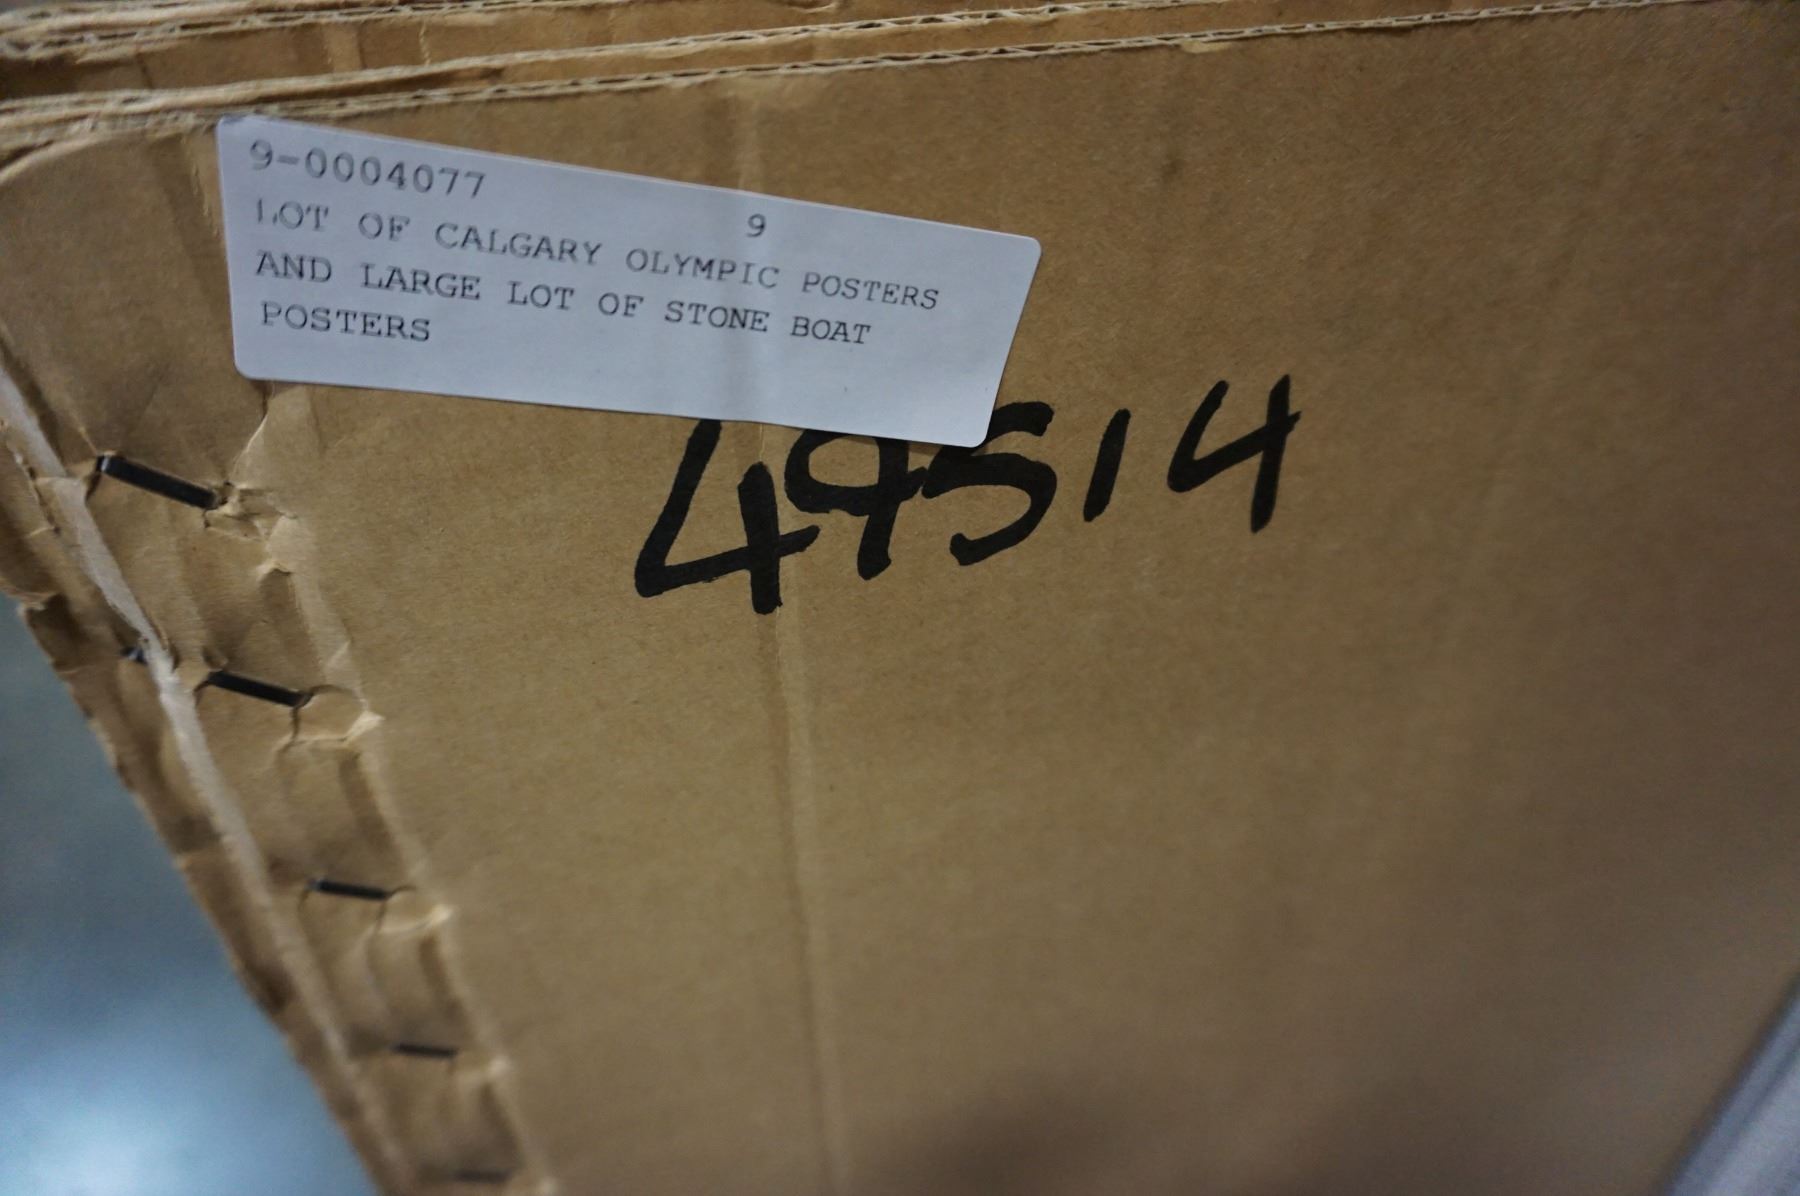 9-0004077
9
LOT OF CALGARY OLYMPIC POSTERS
AND LARGE LOT OF STONE BOAT
POSTERS
49514